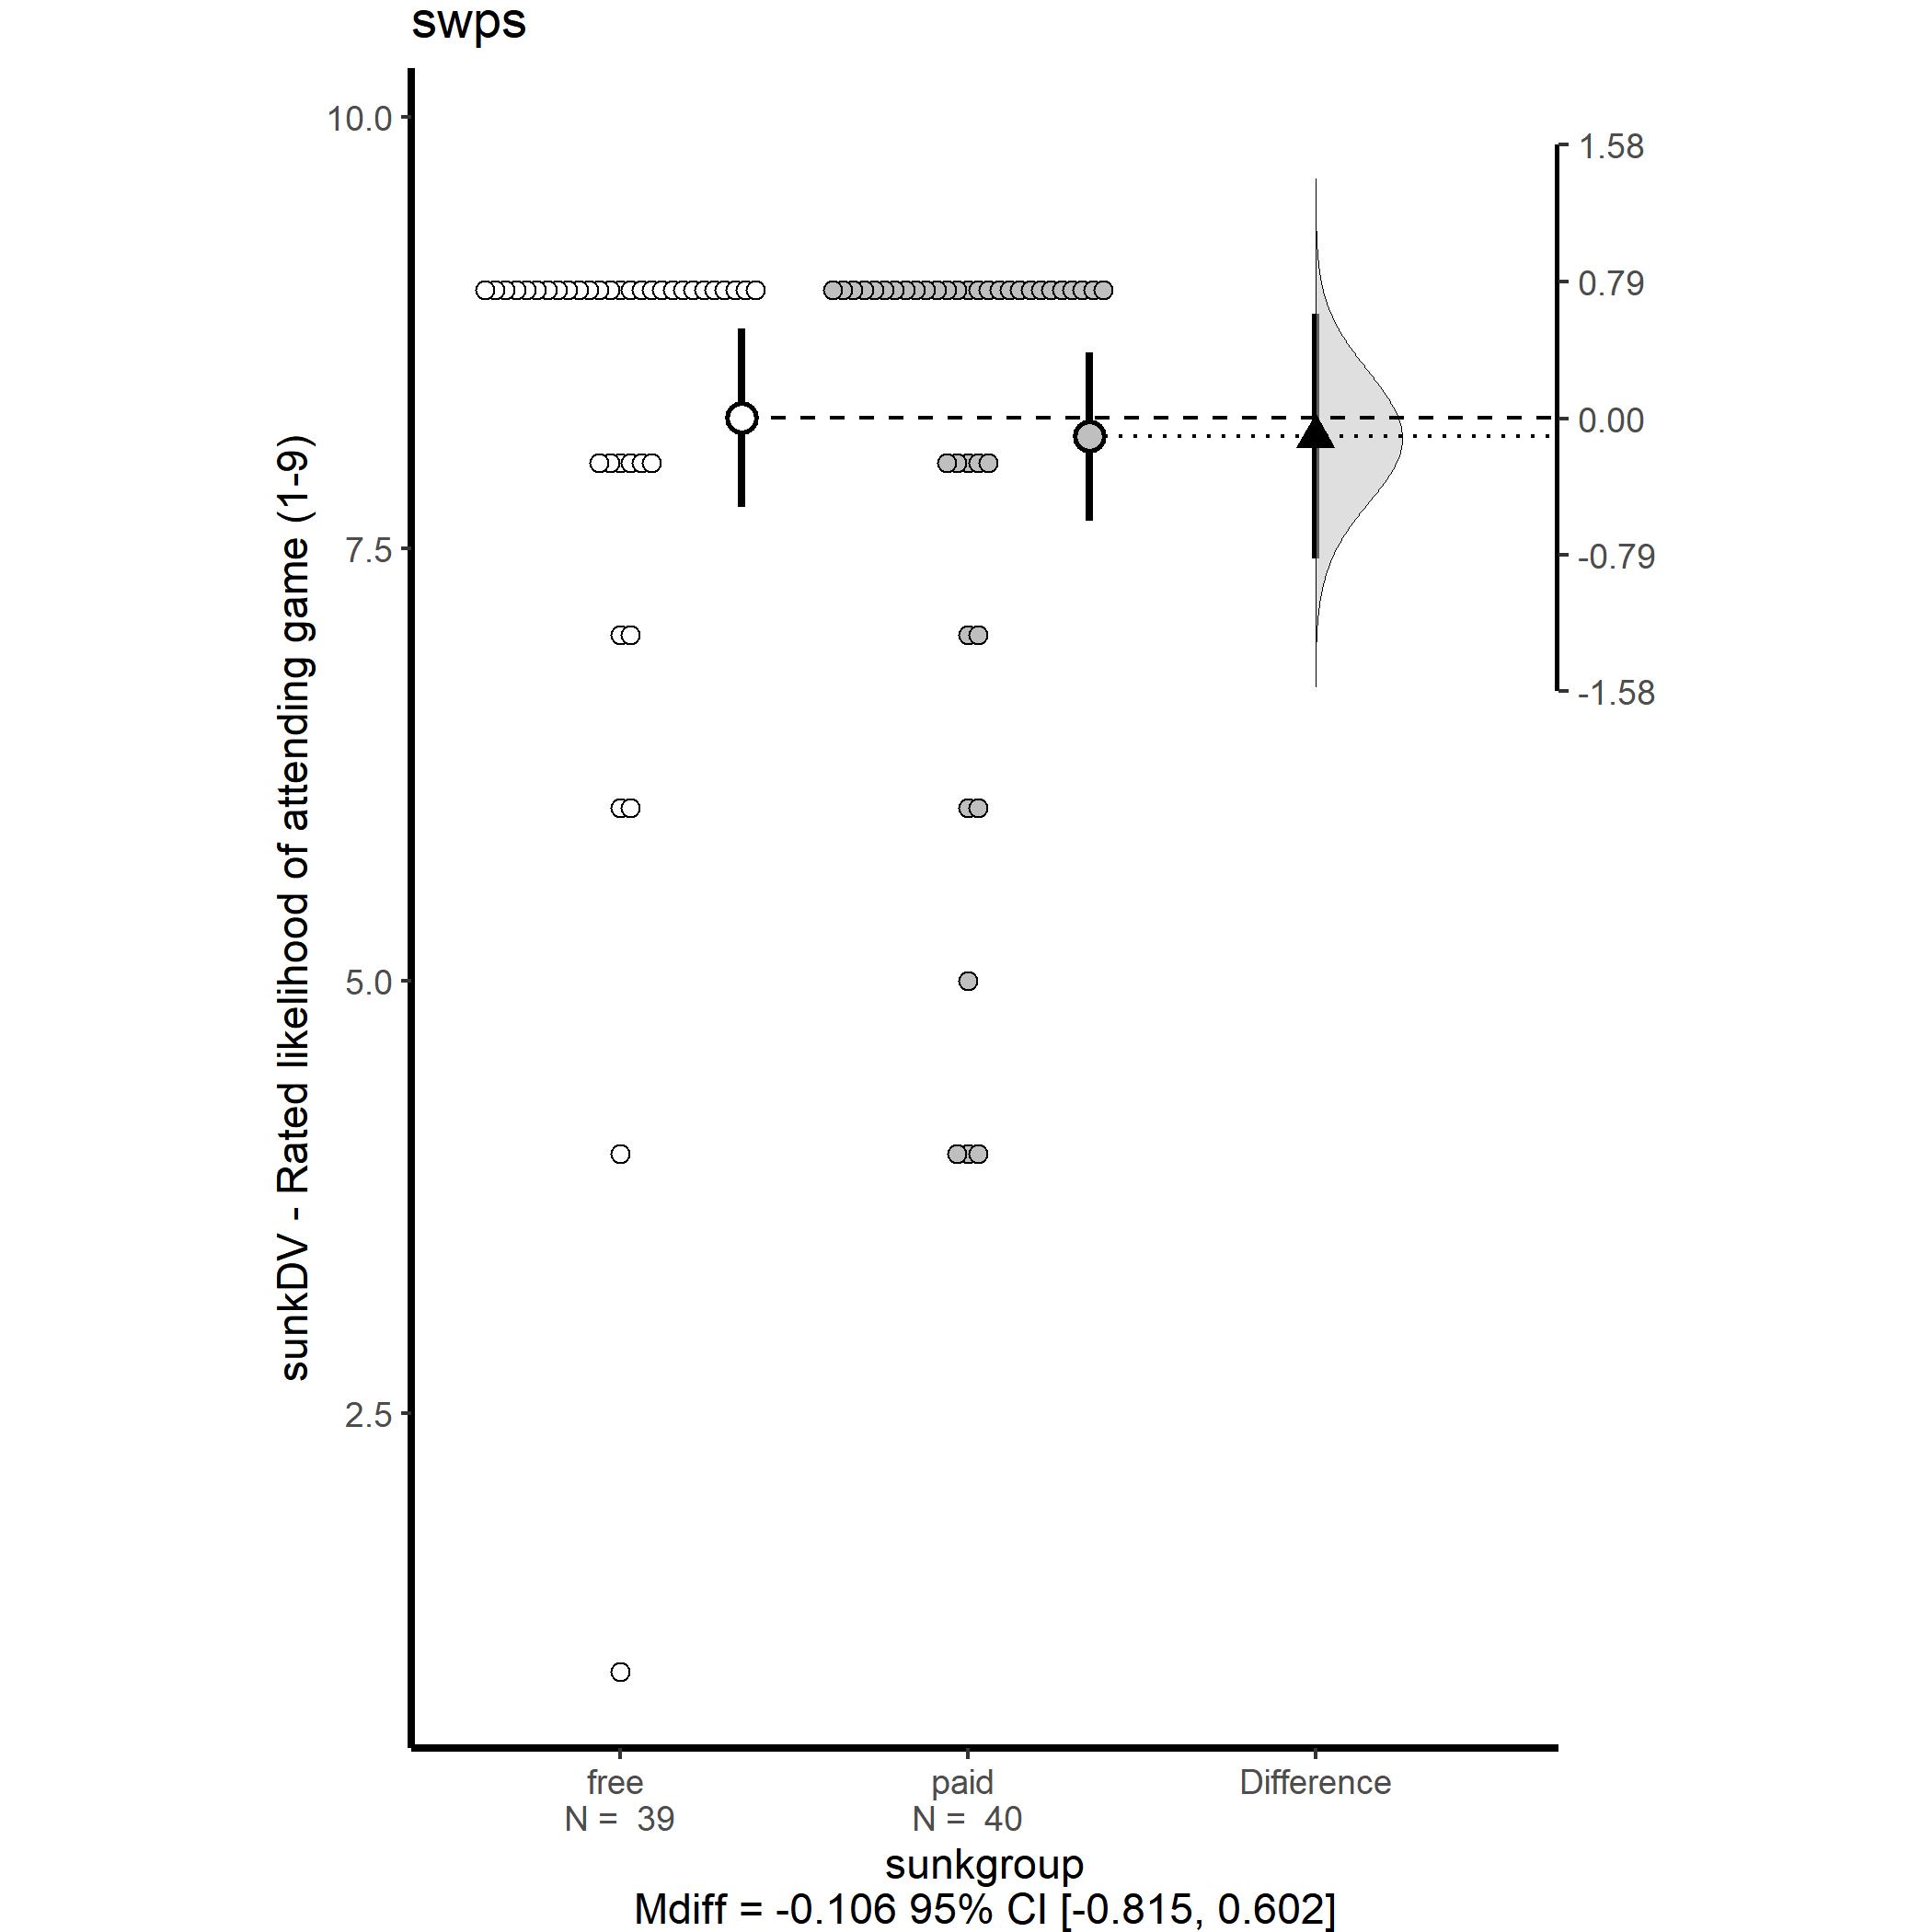 swps
sunkDV - Rated likelihood of attending game (1-9)
10.0
7.5
5.0
2.5
1.58
0.79
0.00
-0.79
-1.58
free
N =  39
paid
N =  40
Difference
sunkgroup
Mdiff = -0.106 95% CI [-0.815, 0.602]